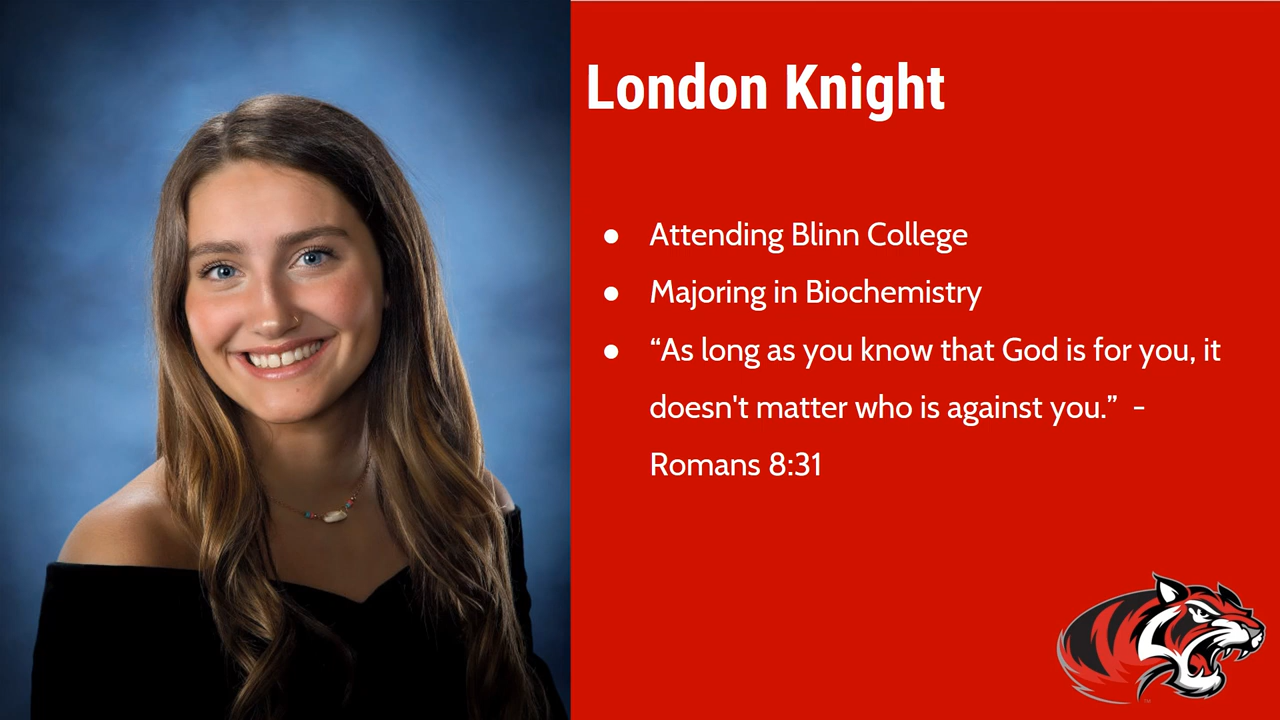 London Knight
● Attending Blinn College
● Majoring in Biochemistry
● “As long as you know that God is for you, it
doesn't matter who is against you.” -
Romans 8:31